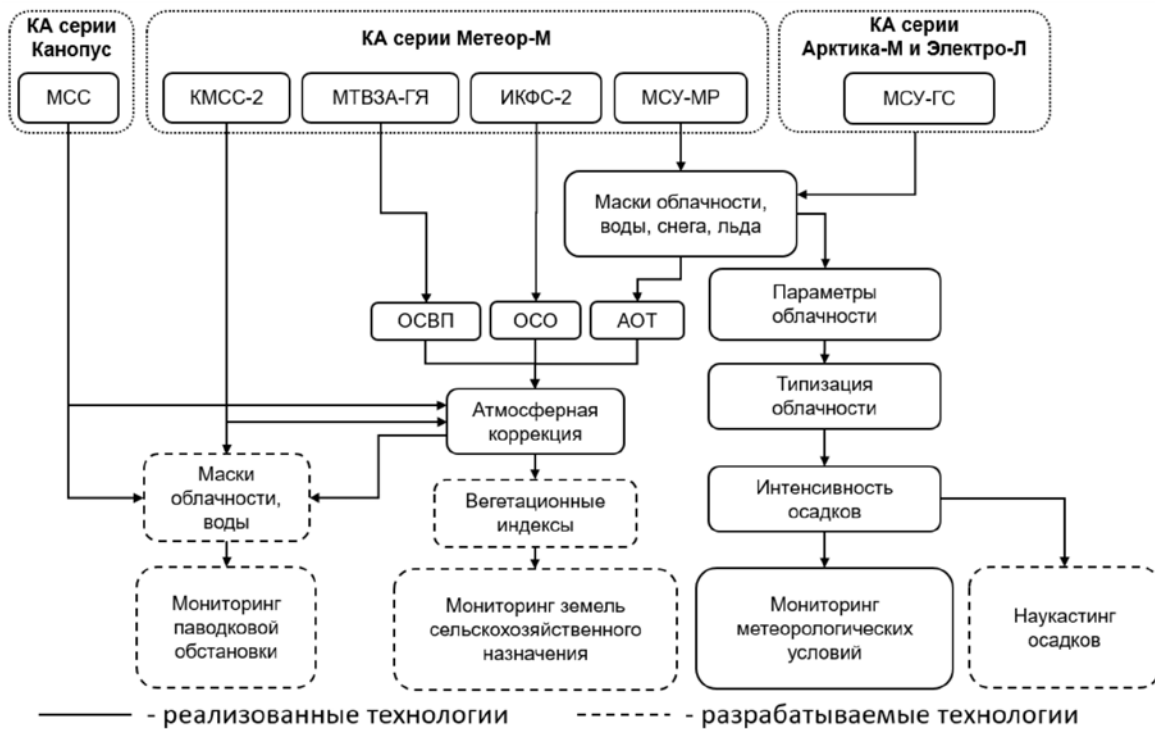 КА серии
Канопус
МСС
КА серии Метеор-М
КМСС-2
МТВЗА-ГЯ
ИКФС-2
МСУ-МР
КА серии
Арктика-М и Электро-Л
МСУ-ГС
Маски облачности,
воды, снега, льда
ОСВП
ОСО
АОТ
Параметры
облачности
Типизация
облачности
Атмосферная
коррекция
Маски
облачности,
воды
Вегетационные
индексы
Интенсивность
осадков
Мониторинг
паводковой
обстановки
Мониторинг земель
сельскохозяйственного
назначения
Мониторинг
метеорологических
условий
Наукастинг
осадков
- реализованные технологии
- разрабатываемые технологии